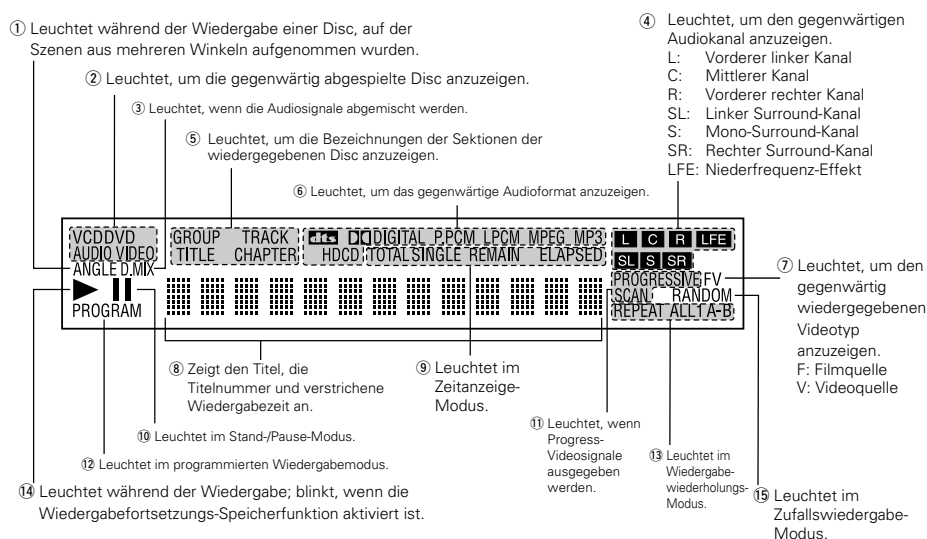 ① Leuchtet während der Wiedergabe einer Disc, auf der
Szenen aus mehreren Winkeln aufgenommen wurden.
② Leuchtet, um die gegenwärtig abgespielte Disc anzuzeigen.
③ Leuchtet, wenn die Audiosignale abgemischt werden.
④ Leuchtet, um den gegenwärtigen
Audiokanal anzuzeigen.
L: Vorderer linker Kanal
C: Mittlerer Kanal
R: Vorderer rechter Kanal
SL: Linker Surround-Kanal
S: Mono-Surround-Kanal
SR: Rechter Surround-Kanal
LFE: Niederfrequenz-Effekt
⑤ Leuchtet, um die Bezeichnungen der Sektionen der
wiedergegebenen Disc anzuzeigen.
⑥ Leuchtet, um das gegenwärtige Audioformat anzuzeigen.
VCDDVD GROUP TRACK dts DIGITAL P.PCM LPCM MPEG MP3 L C R LFE
AUDIO VIDEO TITLE CHAPTER HDCD TOTAL SINGLE REMAIN ELAPSED SL S SR
ANGLE D.MIX PROGRESSIVE FV
SCAN RANDOM
PROGRAM REPEAT ALL 1 A-B
⑦ Leuchtet, um den
gegenwärtig
wiedergegebenen
Videotyp
anzuzeigen.
F: Filmquelle
V: Videoquelle
⑧ Zeigt den Titel, die
Titelnummer und verstrichene
Wiedergabezeit an.
⑨ Leuchtet im
Zeitanzeige-
Modus.
⑩ Leuchtet im Stand-/Pause-Modus.
⑪ Leuchtet, wenn
Progress-
Videosignale
ausgegeben
werden.
⑫ Leuchtet im programmierten Wiedergabemodus.
⑬ Leuchtet im
Wiedergabe-
wiederholungs-
Modus.
⑭ Leuchtet während der Wiedergabe; blinkt, wenn die
Wiedergabefortsetzungs-Speicherfunktion aktiviert ist.
⑮ Leuchtet im
Zufallswiedergabe-
Modus.